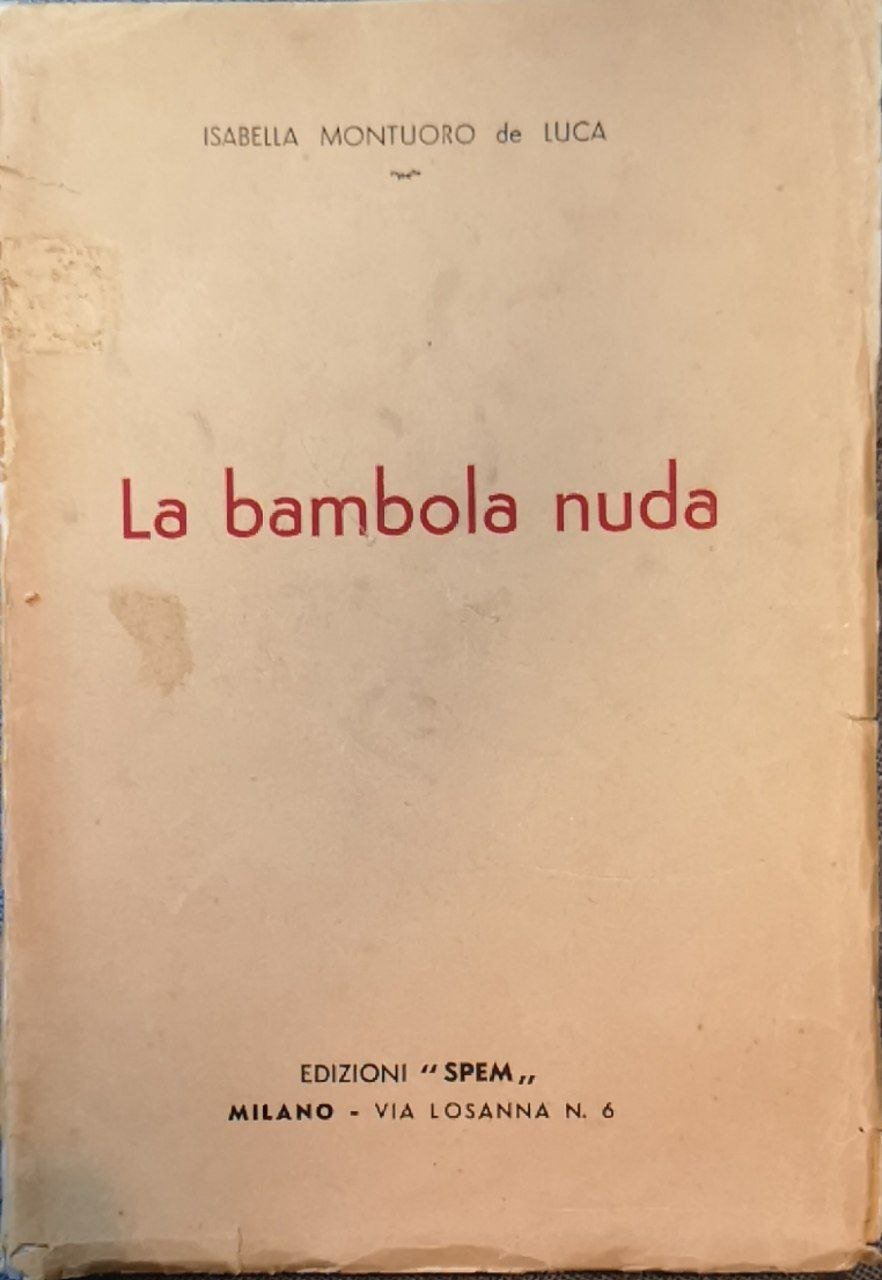 ISABELLA MONTUORO de LUCA
La bambola nuda
EDIZIONI “SPEM„
MILANO - VIA LOSANNA N. 6